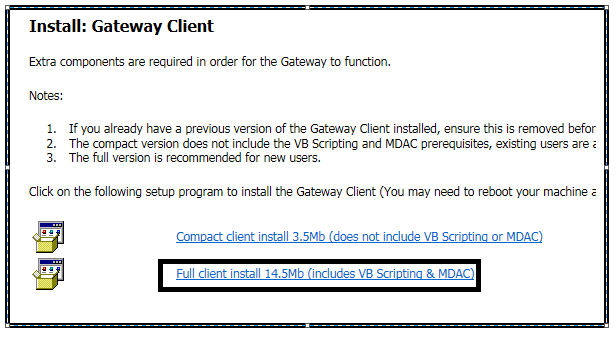 Install: Gateway Client
Extra components are required in order for the Gateway to function.
Notes:
1. If you already have a previous version of the Gateway Client installed, ensure this is removed befor
2. The compact version does not include the VB Scripting and MDAC prerequisites, existing users are a
3. The full version is recommended for new users.
Click on the following setup program to install the Gateway Client (You may need to reboot your machine a
Compact client install 3.5Mb (does not include VB Scripting or MDAC)
Full client install 14.5Mb (includes VB Scripting & MDAC)